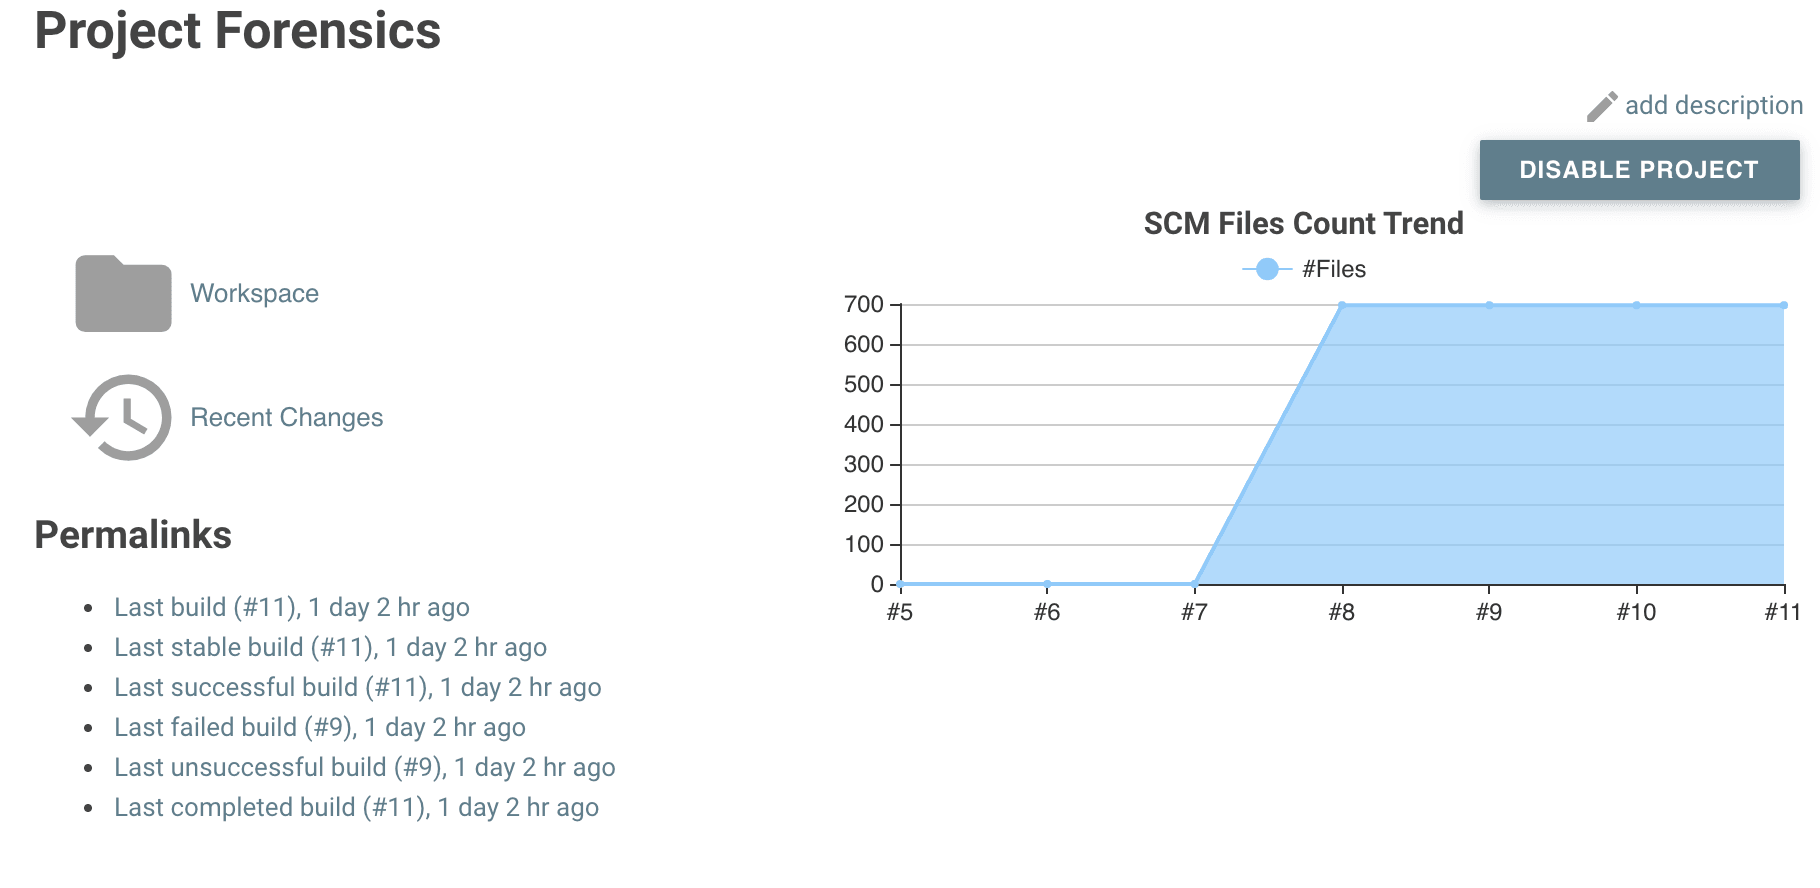 Project Forensics
add description
DISABLE PROJECT
Workspace
Recent Changes
Permalinks
Last build (#11), 1 day 2 hr ago
Last stable build (#11), 1 day 2 hr ago
Last successful build (#11), 1 day 2 hr ago
Last failed build (#9), 1 day 2 hr ago
Last unsuccessful build (#9), 1 day 2 hr ago
Last completed build (#11), 1 day 2 hr ago
SCM Files Count Trend
#Files
700
600
500
400
300
200
100
0
#5 #6 #7 #8 #9 #10 #11